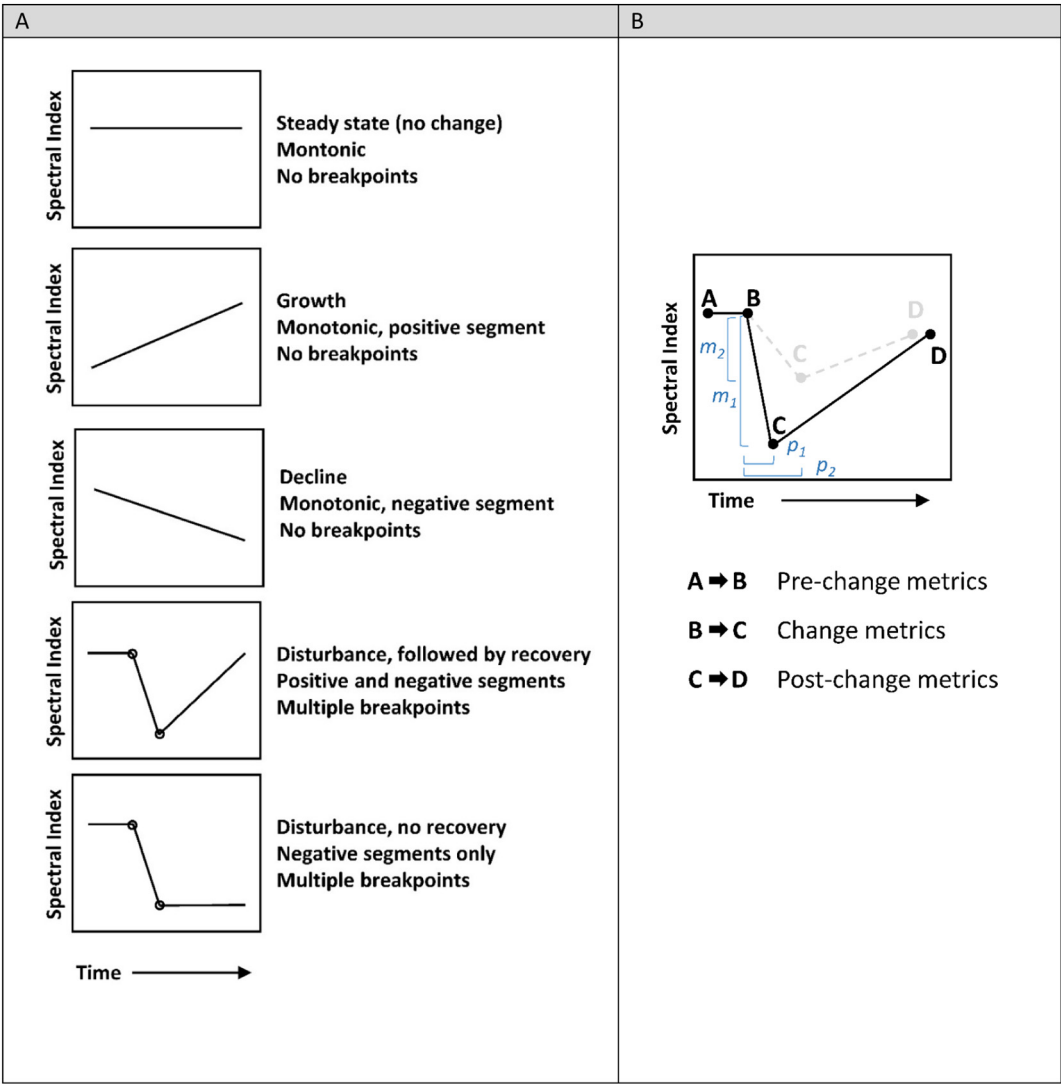 A
Spectral Index
Steady state (no change)
Montonic
No breakpoints
Spectral Index
Growth
Monotonic, positive segment
No breakpoints
Spectral Index
Decline
Monotonic, negative segment
No breakpoints
Spectral Index
Disturbance, followed by recovery
Positive and negative segments
Multiple breakpoints
Spectral Index
Disturbance, no recovery
Negative segments only
Multiple breakpoints
Time
B
Spectral Index
A B
D
m2
C
D
m1
C
p1
p2
Time
A ➡ B Pre-change metrics
B ➡ C Change metrics
C ➡ D Post-change metrics